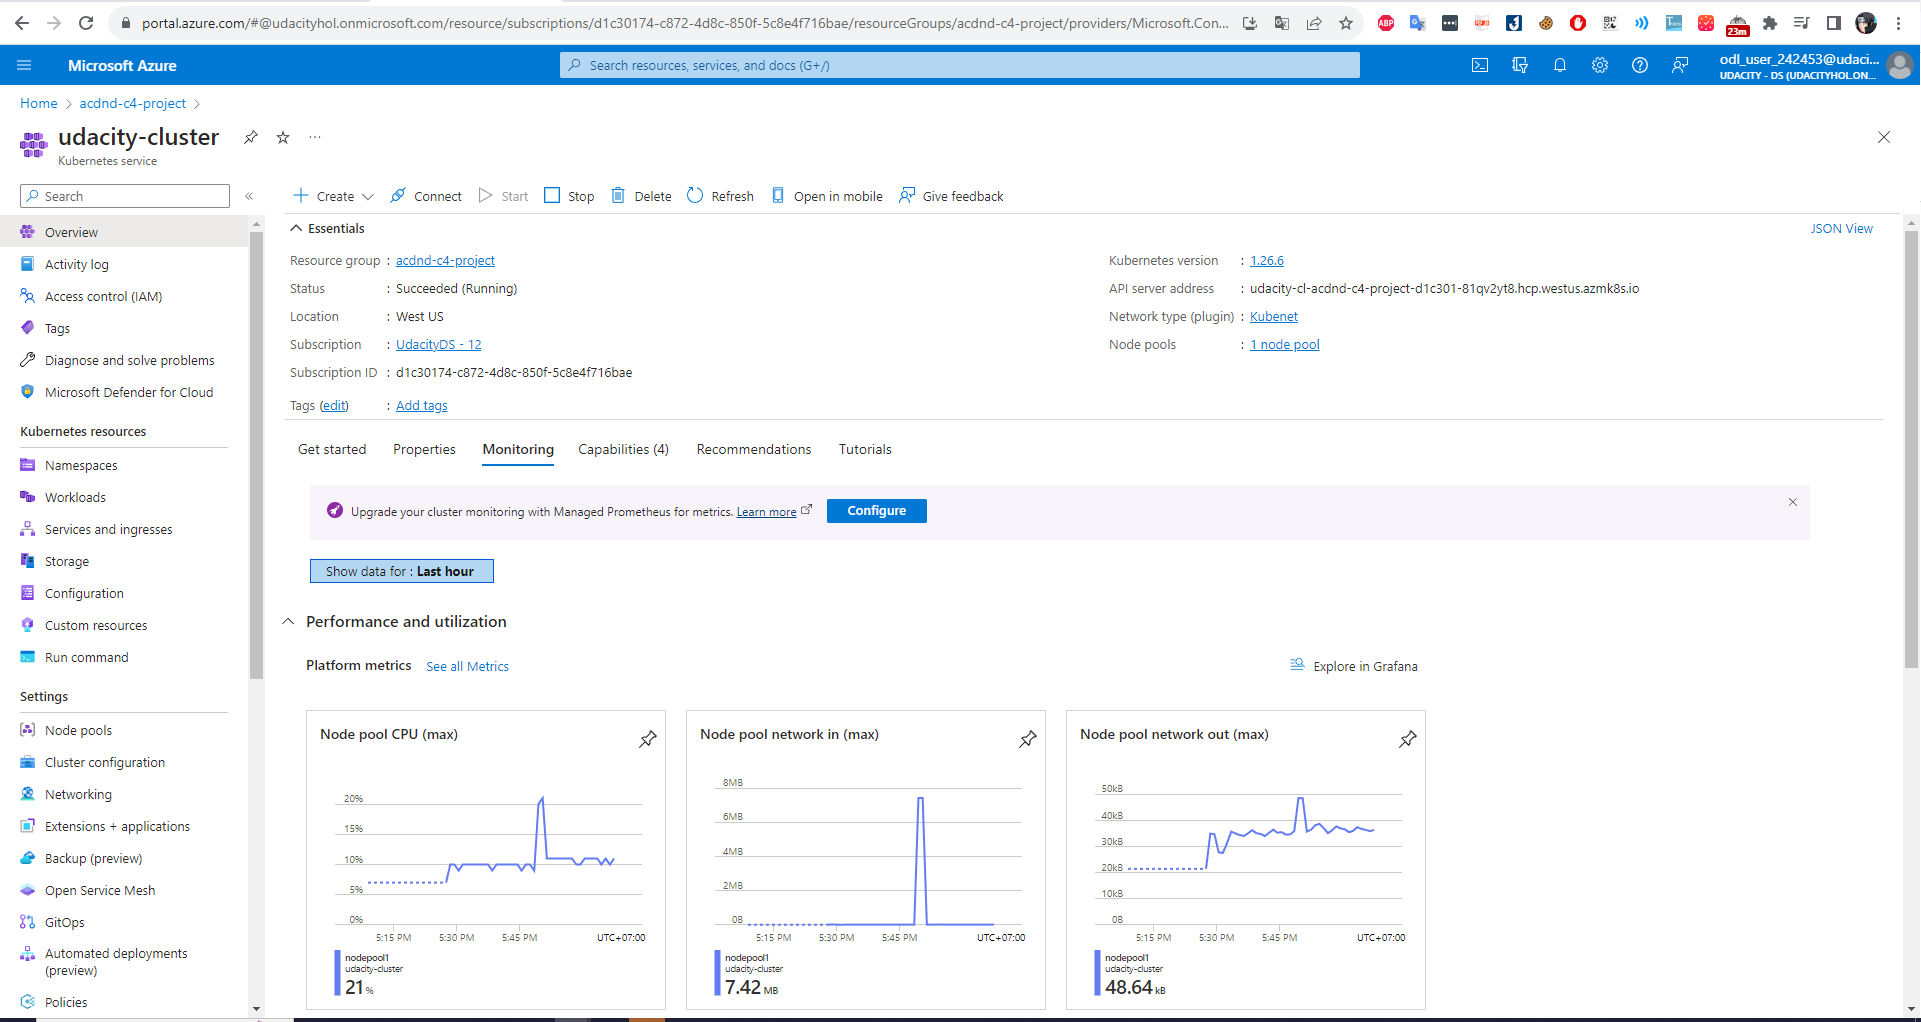 portal.azure.com/#@udacityhol.onmicrosoft.com/resource/subscriptions/d1c30174-c872-4d8c-850f-5c8e4f716bae/resourceGroups/acdnd-c4-project/providers/Microsoft.Con...
ABP
23m
Microsoft Azure
Search resources, services, and docs (G+/)
odl_user_242453@udaci...
UDACITY - DS (UDACITYHOL.ON...
Home > acdnd-c4-project >
udacity-cluster
Kubernetes service
Search
Create
Connect
Start
Stop
Delete
Refresh
Open in mobile
Give feedback
Overview
Activity log
Access control (IAM)
Tags
Diagnose and solve problems
Microsoft Defender for Cloud
Kubernetes resources
Namespaces
Workloads
Services and ingresses
Storage
Configuration
Custom resources
Run command
Settings
Node pools
Cluster configuration
Networking
Extensions + applications
Backup (preview)
Open Service Mesh
GitOps
Automated deployments
(preview)
Policies
Essentials
JSON View
Resource group : acdnd-c4-project
Status : Succeeded (Running)
Location : West US
Subscription : UdacityDS - 12
Subscription ID : d1c30174-c872-4d8c-850f-5c8e4f716bae
Tags (edit) : Add tags
Kubernetes version : 1.26.6
API server address : udacity-cl-acdnd-c4-project-d1c301-81qv2yt8.hcp.westus.azmk8s.io
Network type (plugin) : Kubenet
Node pools : 1 node pool
Get started
Properties
Monitoring
Capabilities (4)
Recommendations
Tutorials
Upgrade your cluster monitoring with Managed Prometheus for metrics. Learn more
Configure
Show data for : Last hour
Performance and utilization
Platform metrics
See all Metrics
Explore in Grafana
Node pool CPU (max)
20%
15%
10%
5%
0%
5:15 PM 5:30 PM 5:45 PM UTC+07:00
nodepool1
udacity-cluster
21 %
Node pool network in (max)
8MB
6MB
4MB
2MB
0B
5:15 PM 5:30 PM 5:45 PM UTC+07:00
nodepool1
udacity-cluster
7.42 MB
Node pool network out (max)
50kB
40kB
30kB
20kB
10kB
0B
5:15 PM 5:30 PM 5:45 PM UTC+07:00
nodepool1
udacity-cluster
48.64 kB